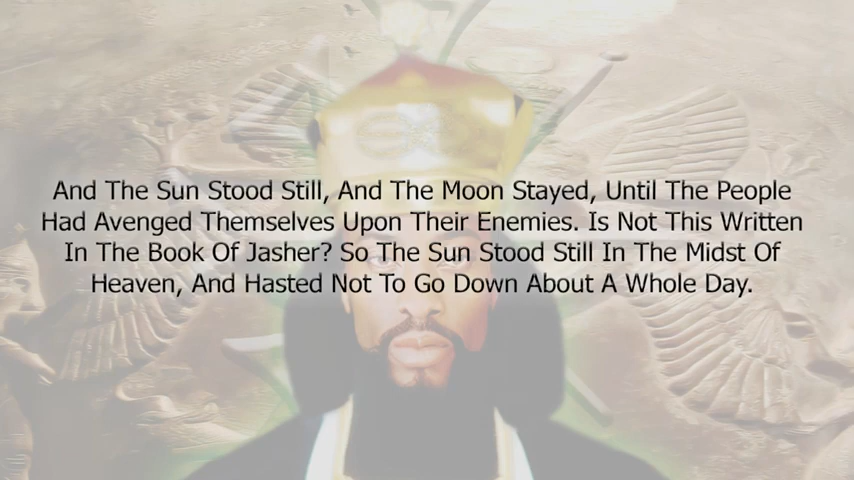 And The Sun Stood Still, And The Moon Stayed, Until The People
Had Avenged Themselves Upon Their Enemies. Is Not This Written
In The Book Of Jasher? So The Sun Stood Still In The Midst Of
Heaven, And Hasted Not To Go Down About A Whole Day.